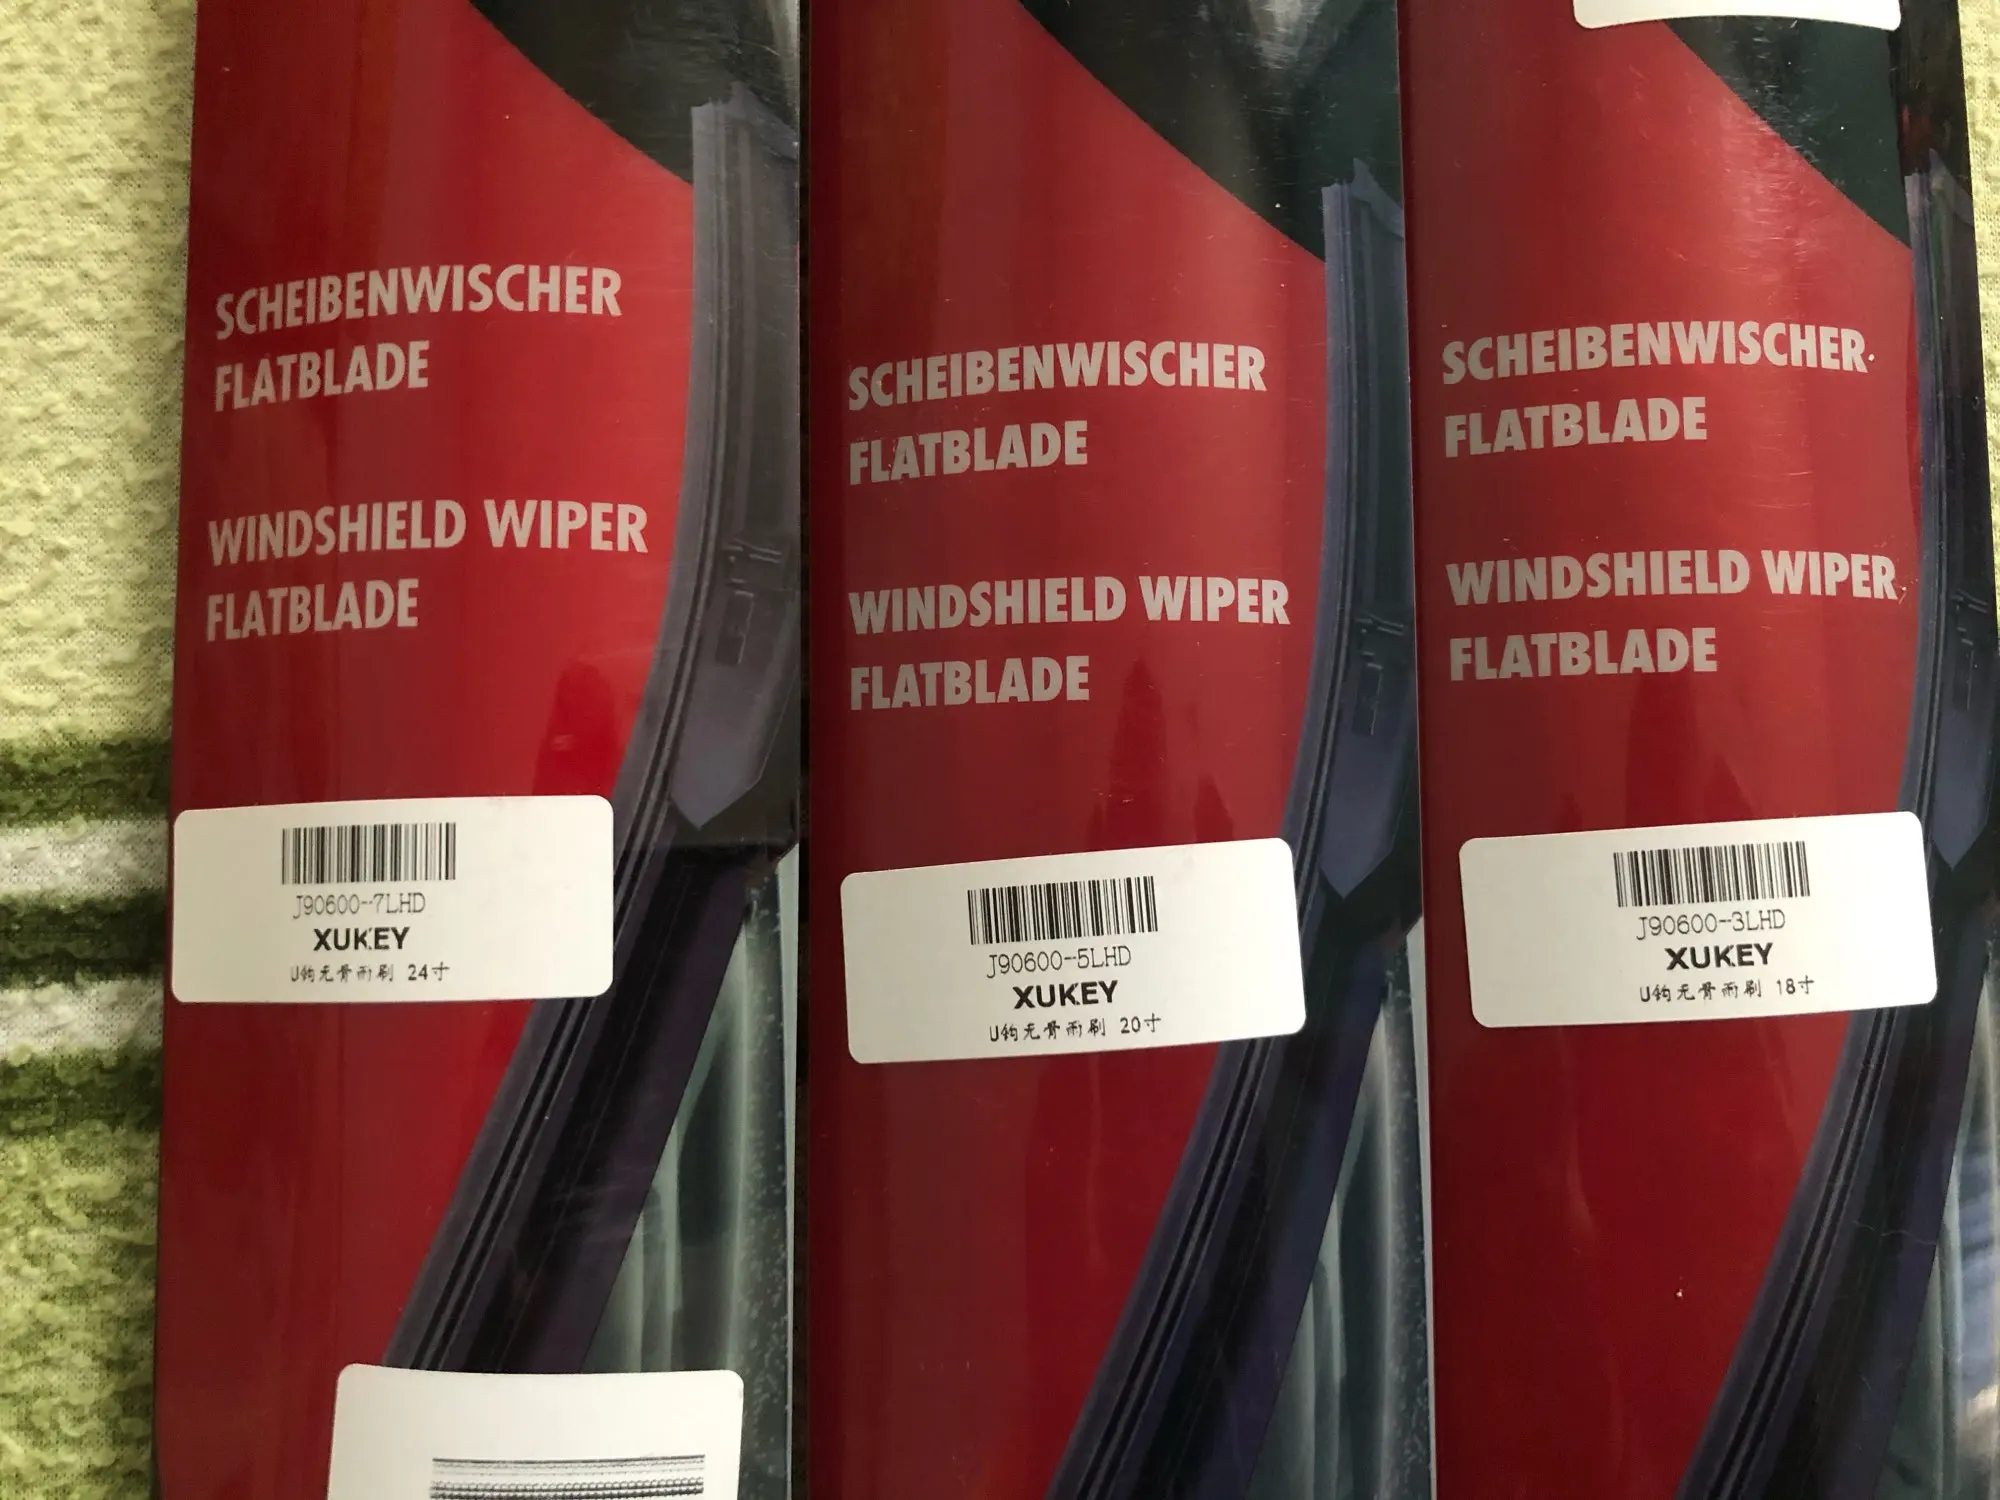 SCHEIBENWISCHER
FLATBLADE
WINDSHIELD WIPER
FLATBLADE
J90600-7LHD
XUKEY
U钩无骨雨刷 24寸
SCHEIBENWISCHER
FLATBLADE
WINDSHIELD WIPER
FLATBLADE
J90600-5LHD
XUKEY
U钩无骨雨刷 20寸
SCHEIBENWISCHER
FLATBLADE
WINDSHIELD WIPER
FLATBLADE
J90600-3LHD
XUKEY
U钩无骨雨刷 18寸